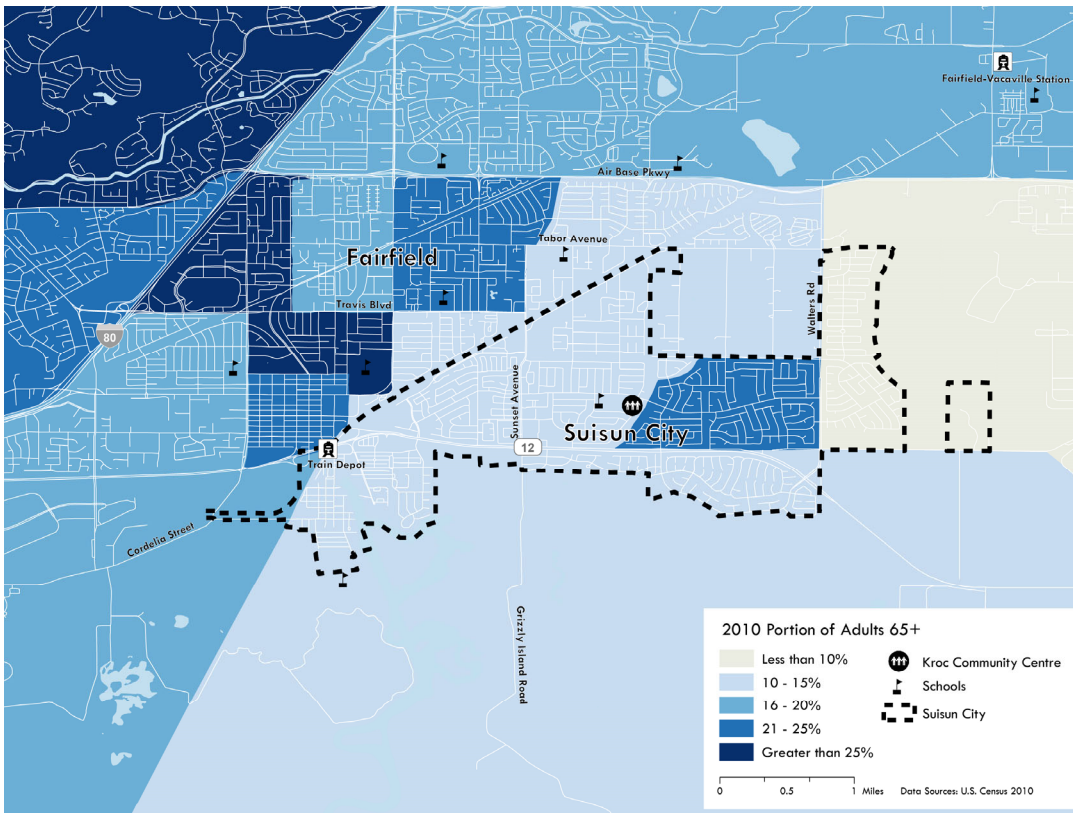 Fairfield-Vacaville Station
Air Base Pkwy
Tabor Avenue
Fairfield
Travis Blvd
Walters Rd
80
Sunset Avenue
Suisun City
12
Train Depot
Cordelia Street
Grizzly Island Road
2010 Portion of Adults 65+
Less than 10%
10 - 15%
16 - 20%
21 - 25%
Greater than 25%
Kroc Community Centre
Schools
Suisun City
0 0.5 1 Miles
Data Sources: U.S. Census 2010